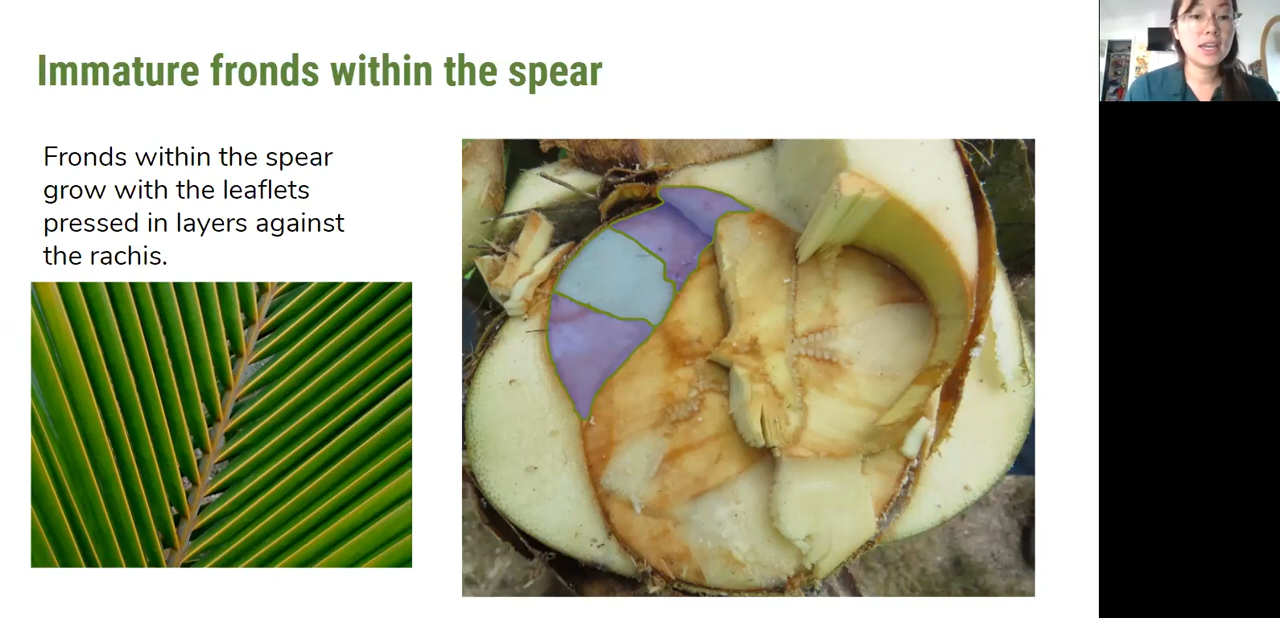 Immature fronds within the spear
Fronds within the spear
grow with the leaflets
pressed in layers against
the rachis.